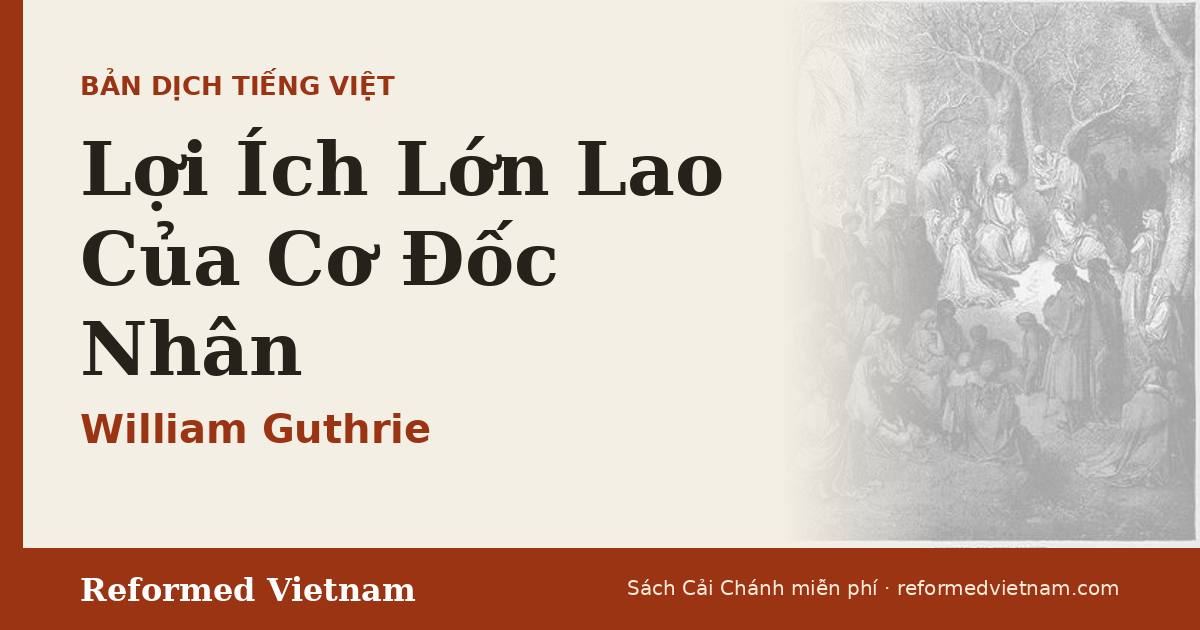 BẢN DỊCH TIẾNG VIỆT
Lợi Ích Lớn Lao
Của Cơ Đốc
Nhân
William Guthrie
Reformed Vietnam
Sách Cải Chánh miễn phí · reformedvietnam.com